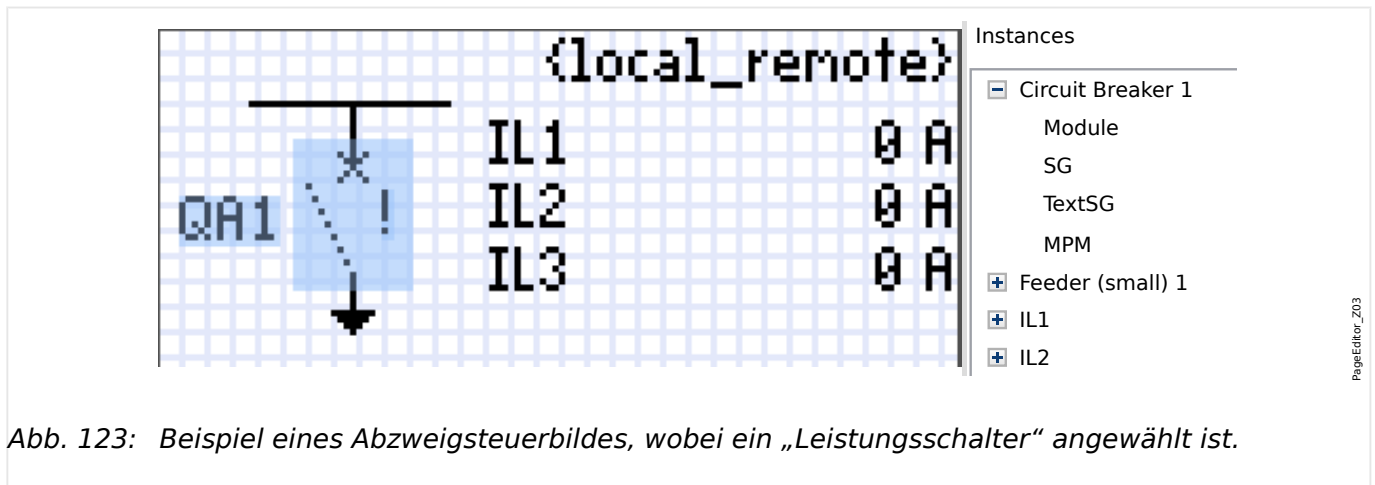 {local_remote}
IL1 0 A
QA1 !
IL2 0 A
IL3 0 A
Instances
Circuit Breaker 1
Module
SG
TextSG
MPM
Feeder (small) 1
IL1
IL2
PageEditor_Z03
Abb. 123: Beispiel eines Abzweigsteuerbildes, wobei ein „Leistungsschalter“ angewählt ist.